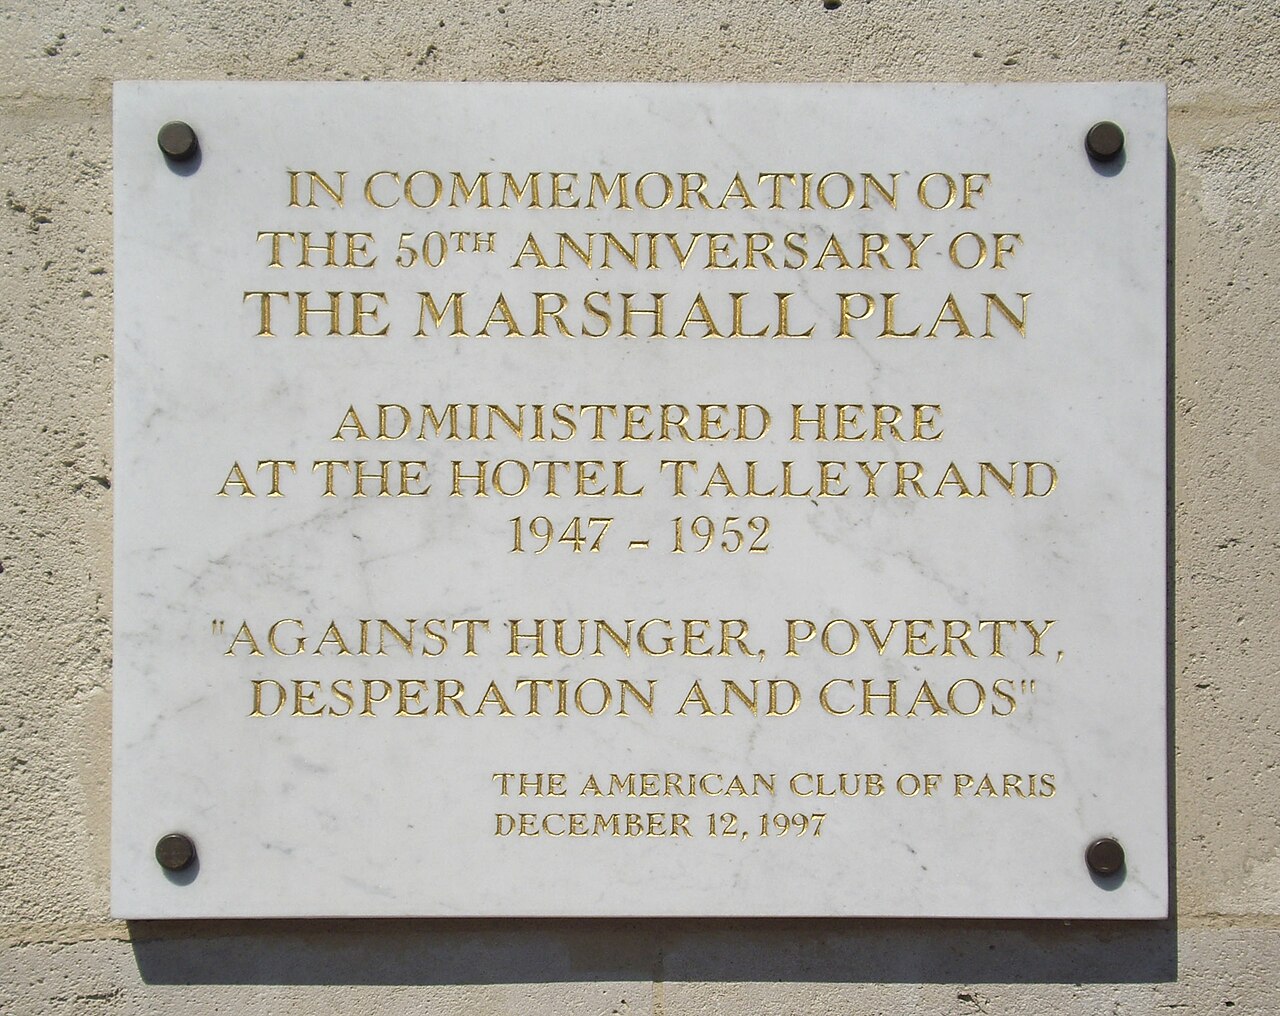 IN COMMEMORATION OF
THE 50TH ANNIVERSARY OF
THE MARSHALL PLAN
ADMINISTERED HERE
AT THE HOTEL TALLEYRAND
1947 - 1952
"AGAINST HUNGER, POVERTY,
DESPERATION AND CHAOS"
THE AMERICAN CLUB OF PARIS
DECEMBER 12, 1997